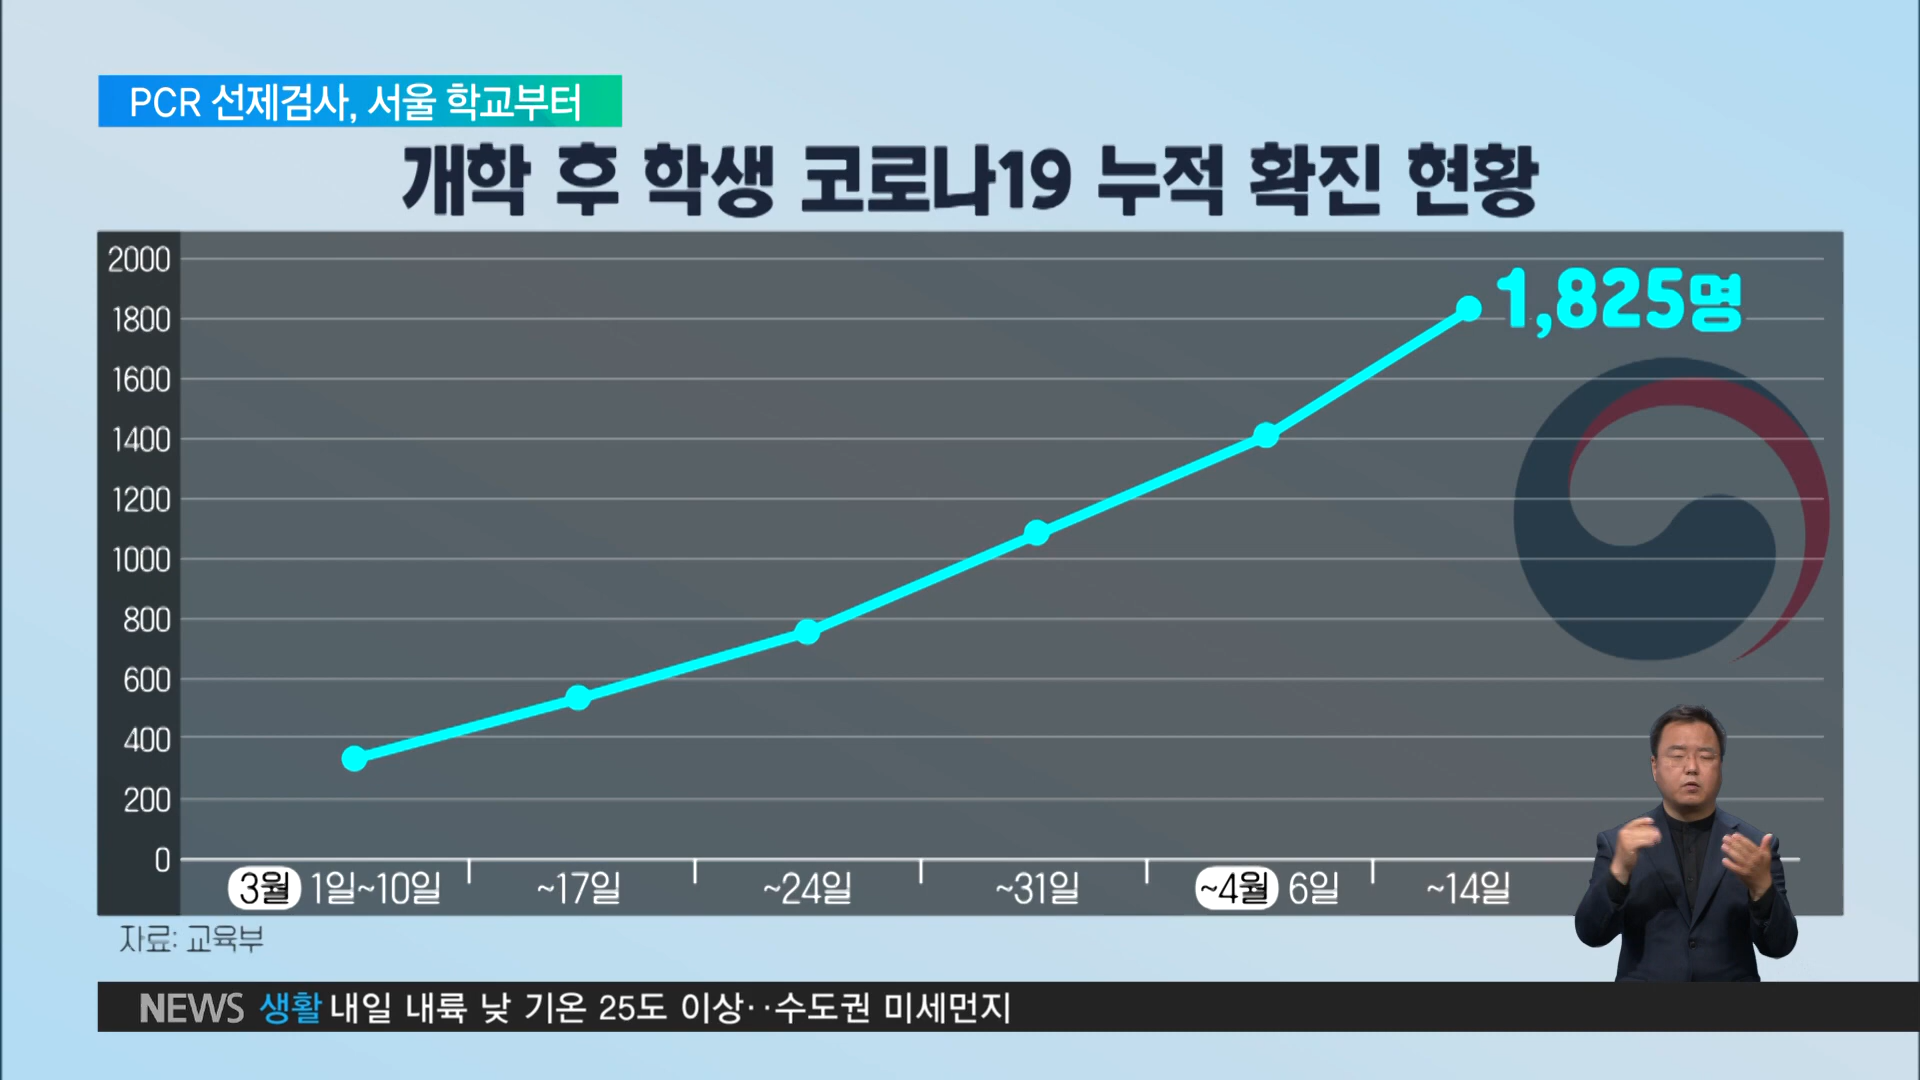 PCR 선제검사, 서울 학교부터
개학 후 학생 코로나19 누적 확진 현황
2000
1,825명
1800
1600
1400
1200
1000
800
600
400
200
0
3월 1일~10일 ~17일 ~24일 ~31일 ~4월 6일 ~14일
자료: 교육부
NEWS 생활 내일 내륙 낮 기온 25도 이상··수도권 미세먼지